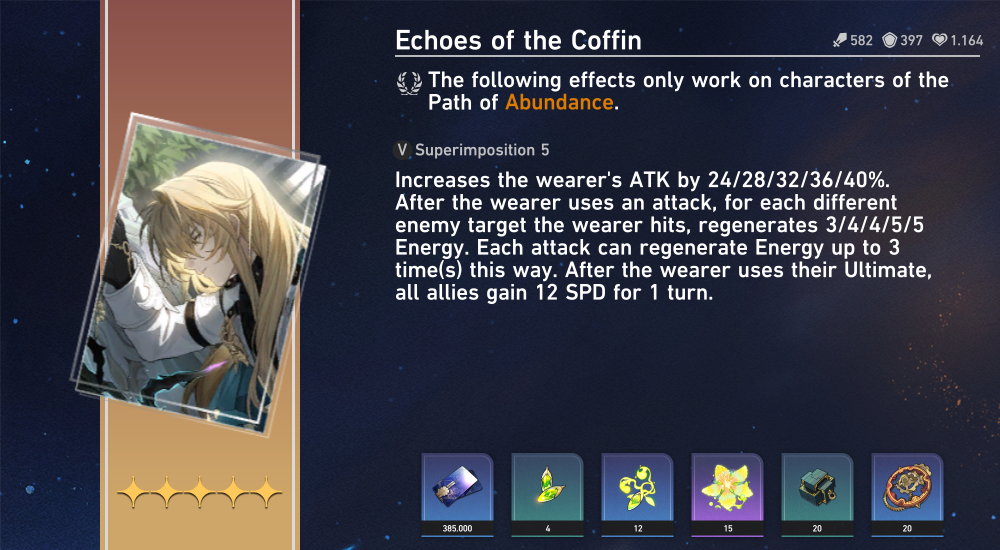 Echoes of the Coffin
582 397 1.164
The following effects only work on characters of the
Path of Abundance.
V Superimposition 5
Increases the wearer's ATK by 24/28/32/36/40%.
After the wearer uses an attack, for each different
enemy target the wearer hits, regenerates 3/4/4/5/5
Energy. Each attack can regenerate Energy up to 3
time(s) this way. After the wearer uses their Ultimate,
all allies gain 12 SPD for 1 turn.
385.000 4 12 15 20 20